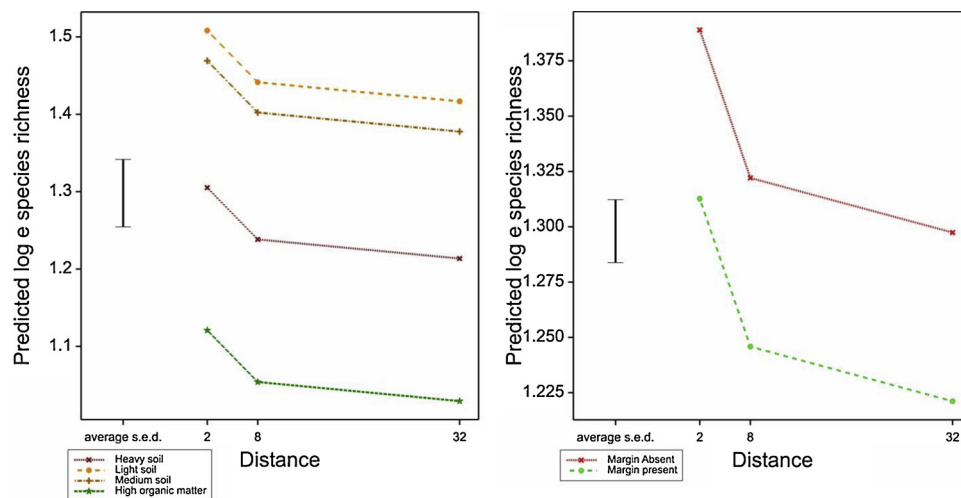 Predicted log e species richness
1.5
1.4
1.3
1.2
1.1
average s.e.d.
2
8
32
Distance
Heavy soil
Light soil
Medium soil
High organic matter
Predicted log e species richness
1.375
1.350
1.325
1.300
1.275
1.250
1.225
average s.e.d.
2
8
32
Distance
Margin Absent
Margin present